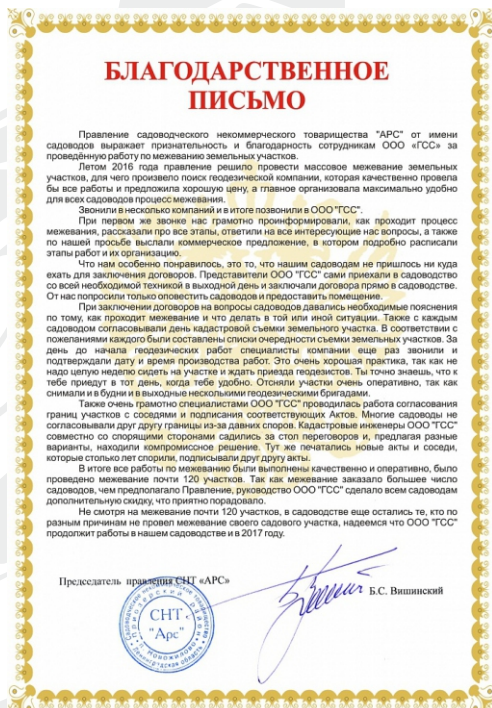 БЛАГОДАРСТВЕННОЕ
ПИСЬМО
Правление садоводческого некоммерческого товарищества "АРС" от имени
садоводов выражает признательность и благодарность сотрудникам ООО «ГСС» за
проведённую работу по межеванию земельных участков.
Летом 2016 года правление решило провести массовое межевание земельных
участков, для чего произвело поиск геодезической компании, которая качественно провела
бы все работы и предложила хорошую цену, а главное организовала максимально удобно
для всех садоводов процесс межевания.
Звонили в несколько компаний и в итоге позвонили в ООО "ГСС".
При первом же звонке нас грамотно проинформировали, как проходит процесс
межевания, рассказали про все этапы, ответили на все интересующие нас вопросы, а также
по нашей просьбе выслали коммерческое предложение, в котором подробно расписали
этапы работ и их организацию.
Что нам особенно понравилось, это то, что нашим садоводам не пришлось ни куда
ехать для заключения договоров. Представители ООО "ГСС" сами приехали в садоводство
со всей необходимой техникой в выходной день и заключали договора прямо в садоводстве.
От нас попросили только оповестить садоводов и предоставить помещение.
При заключении договоров на вопросы садоводов давались необходимые пояснения
по тому, как проходит межевание и что делать в той или иной ситуации. Также с каждым
садоводом согласовывали день кадастровой съемки земельного участка. В соответствии с
пожеланиями каждого были составлены списки очередности съемки земельных участков. За
день до начала геодезических работ специалисты компании еще раз звонили и
подтверждали дату и время производства работ. Это очень хорошая практика, так как не
надо целую неделю сидеть на участке и ждать приезда геодезистов. Ты точно знаешь, что к
тебе приедут в тот день, когда тебе удобно. Отсняли участки очень оперативно, так как
снимали и в будни и в выходные несколькими геодезическими бригадами.
Также очень грамотно специалистами ООО "ГСС" проводилась работа согласования
границ участков с соседями и подписания соответствующих Актов. Многие садоводы не
согласовывали друг другу границы из-за давних споров. Кадастровые инженеры ООО "ГСС"
совместно со спорящими сторонами садились за стол переговоров и, предлагая разные
варианты, находили компромиссное решение. Тут же печатались новые акты и соседи,
которые столько лет спорили, подписывали друг другу акты.
В итоге все работы по межеванию были выполнены качественно и оперативно, было
проведено межевание почти 120 участков. Так как межевание заказало большее число
садоводов, чем предполагало Правление, руководство ООО "ГСС" сделало всем садоводам
дополнительную скидку, что приятно порадовало.
Не смотря на межевание почти 120 участков, в садоводстве еще остались те, кто по
разным причинам не провел межевание своего садового участка, надеемся что ООО "ГСС"
продолжит работы в нашем садоводстве и в 2017 году.
Председатель правления СНТ «АРС»
Б.С. Вишинский
Садоводческое некоммерческое товарищество
Приозерский район
СНТ
"Арс"
п. Новожилово
Ленинградская область